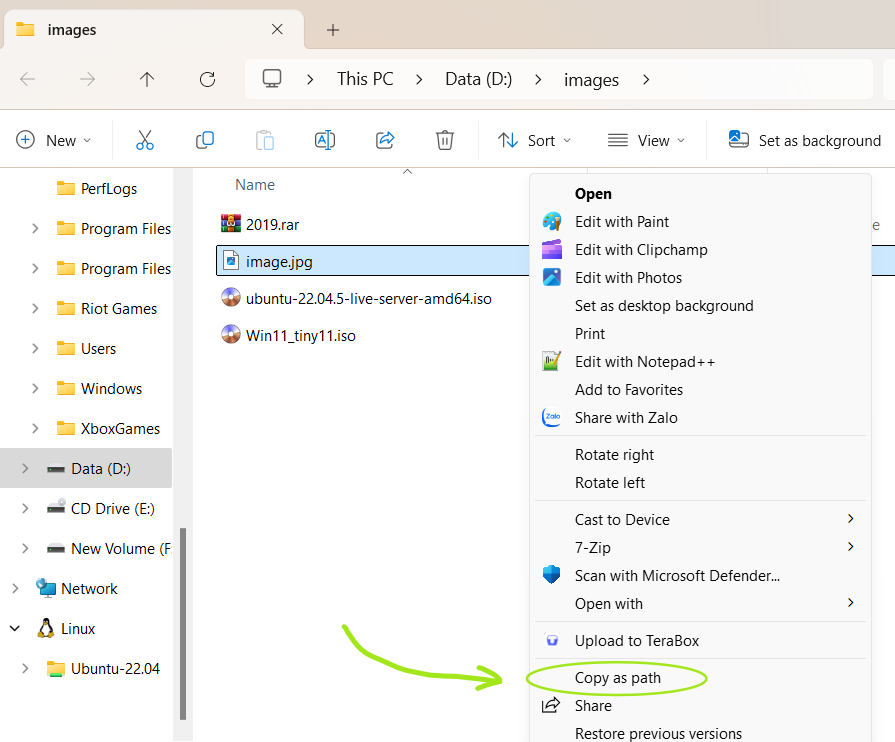 images
This PC
Data (D:)
images
New
Sort
View
Set as background
PerfLogs
Program Files
Program Files
Riot Games
Users
Windows
XboxGames
Data (D:)
CD Drive (E:)
New Volume (F:
Network
Linux
Ubuntu-22.04
Name
2019.rar
image.jpg
ubuntu-22.04.5-live-server-amd64.iso
Win11_tiny11.iso
Open
Edit with Paint
Edit with Clipchamp
Edit with Photos
Set as desktop background
Print
Edit with Notepad++
Add to Favorites
Zalo
Share with Zalo
Rotate right
Rotate left
Cast to Device
7-Zip
Scan with Microsoft Defender...
Open with
Upload to TeraBox
Copy as path
Share
Restore previous versions